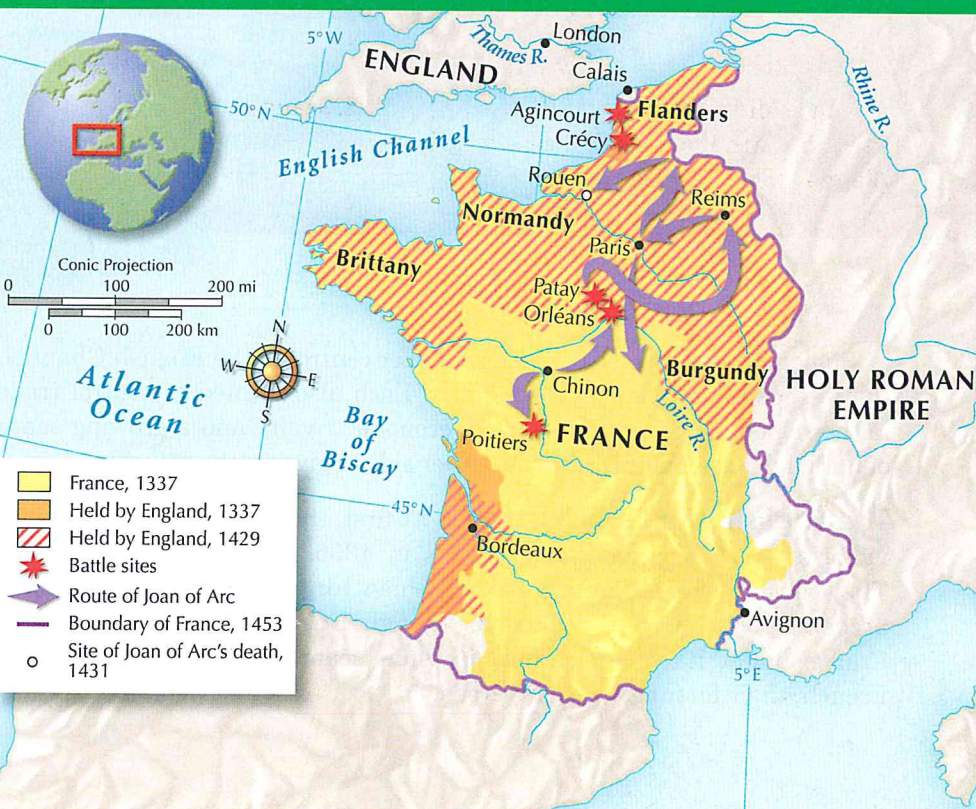 5°W
Thames R.
London
ENGLAND
Calais
50°N
Agincourt
Flanders
Crécy
Rhine R.
English Channel
Rouen
Reims
Normandy
Paris
Brittany
Conic Projection
0 100 200 mi
0 100 200 km
Patay
Orléans
N
W
E
S
Chinon
Burgundy
HOLY ROMAN
EMPIRE
Atlantic
Ocean
Bay
of
Biscay
Loire R.
Poitiers
FRANCE
45°N
Bordeaux
Avignon
5°E
France, 1337
Held by England, 1337
Held by England, 1429
Battle sites
Route of Joan of Arc
Boundary of France, 1453
Site of Joan of Arc's death,
1431